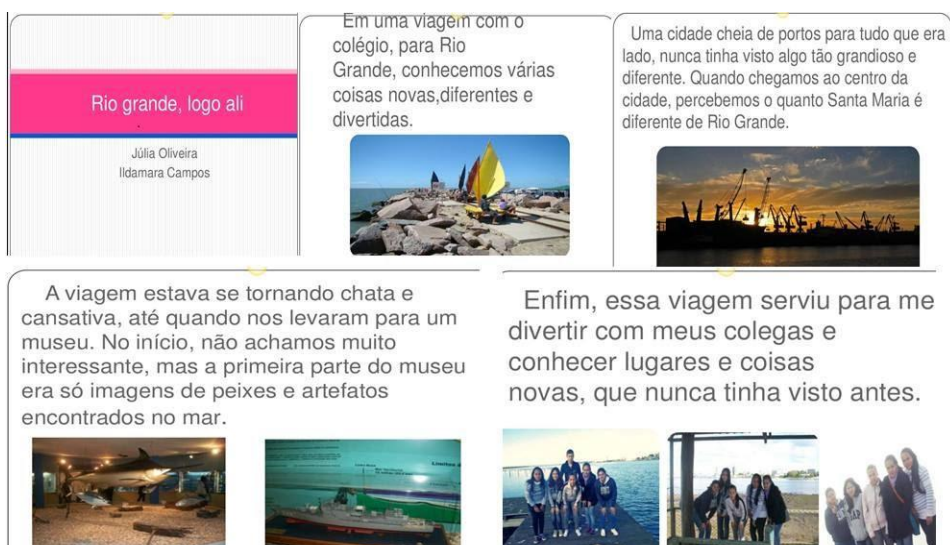 Rio grande, logo ali
Júlia Oliveira
Ildamara Campos
Em uma viagem com o
colégio, para Rio
Grande, conhecemos várias
coisas novas,diferentes e
divertidas.
Uma cidade cheia de portos para tudo que era
lado, nunca tinha visto algo tão grandioso e
diferente. Quando chegamos ao centro da
cidade, percebemos o quanto Santa Maria é
diferente de Rio Grande.
A viagem estava se tornando chata e
cansativa, até quando nos levaram para um
museu. No início, não achamos muito
interessante, mas a primeira parte do museu
era só imagens de peixes e artefatos
encontrados no mar.
Enfim, essa viagem serviu para me
divertir com meus colegas e
conhecer lugares e coisas
novas, que nunca tinha visto antes.